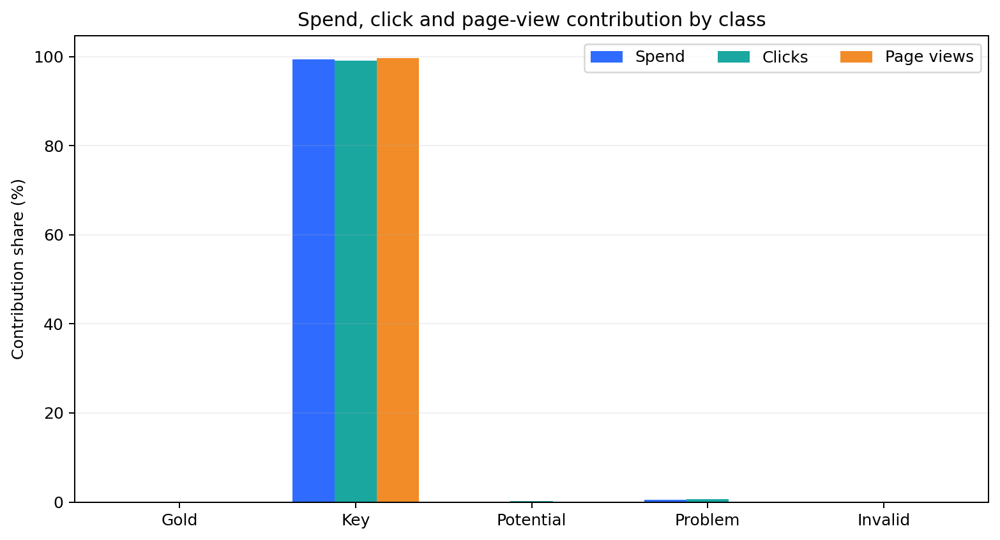 Spend, click and page-view contribution by class
Spend Clicks Page views
Contribution share (%)
100
80
60
40
20
0
Gold Key Potential Problem Invalid